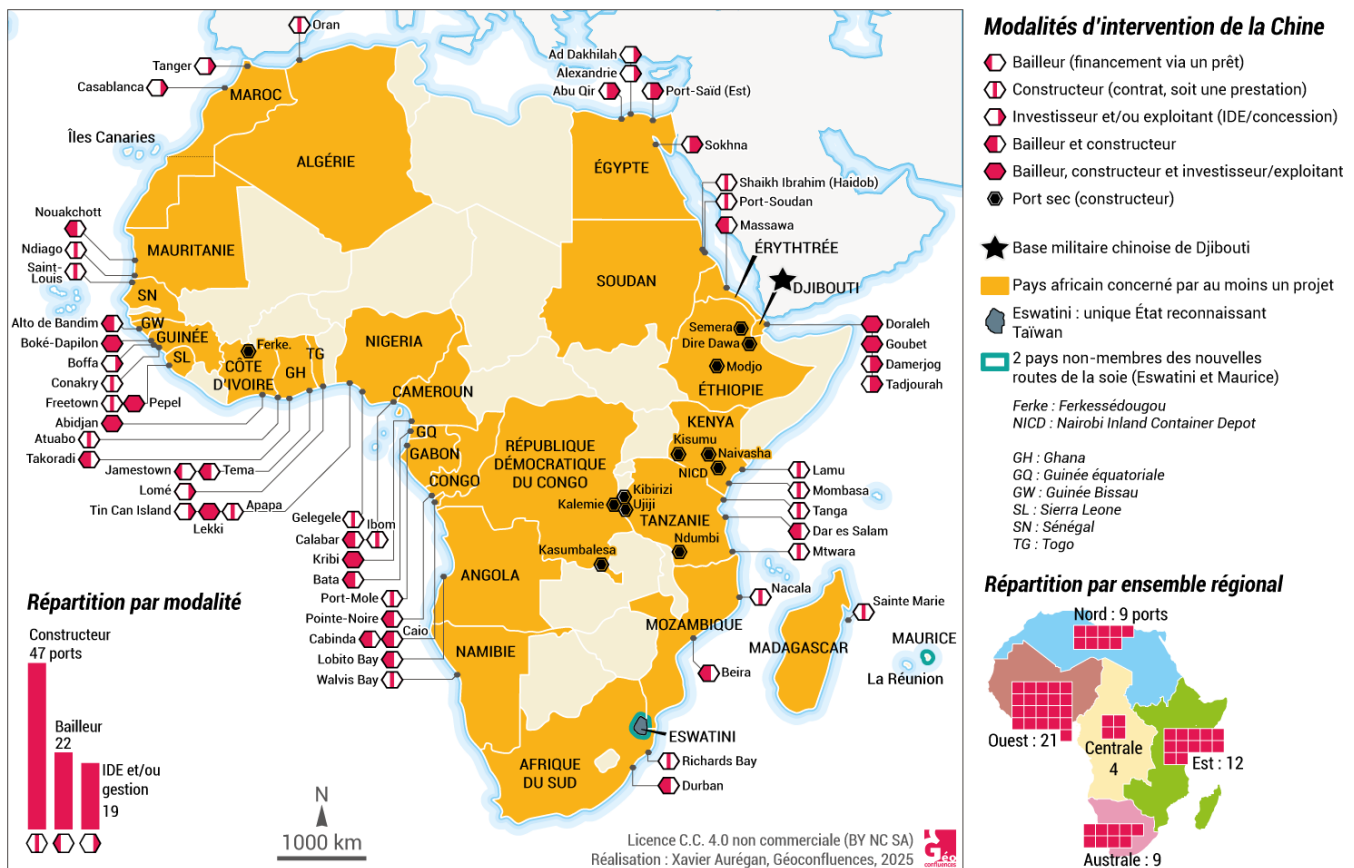 Oran
Tanger
Casablanca
MAROC
Îles Canaries
ALGÉRIE
Ad Dakhilah
Alexandrie
Abu Qir
Port-Saïd (Est)
Sokhna
ÉGYPTE
Shaikh Ibrahim (Haidob)
Port-Soudan
Massawa
ÉRYTHTRÉE
DJIBOUTI
SOUDAN
Nouakchott
Ndiago
Saint-
Louis
MAURITANIE
SN
Alto de Bandim
GW
Boké-Dapilon
GUINÉE
Boffa
SL
Conakry
Freetown
Pepel
Abidjan
Atuabo
Takoradi
Jamestown
Tema
Lomé
Tin Can Island
Lekki
Apapa
Ferke.
CÔTE
D'IVOIRE
GH
TG
NIGERIA
CAMEROUN
GQ
GABON
CONGO
RÉPUBLIQUE
DÉMOCRATIQUE
DU CONGO
Gelegele
Ibom
Calabar
Kribi
Bata
Port-Mole
Pointe-Noire
Caio
Cabinda
Lobito Bay
Walvis Bay
Semera
Dire Dawa
Modjo
ÉTHIOPIE
Doraleh
Goubet
Damerjog
Tadjourah
KENYA
Kisumu
Naivasha
NICD
Lamu
Mombasa
Tanga
Dar es Salam
Mtwara
Kibirizi
Kalemie
Ujiji
TANZANIE
Ndumbi
Kasumbalesa
ANGOLA
NAMIBIE
Nacala
MOZAMBIQUE
Beira
Sainte Marie
MADAGASCAR
MAURICE
La Réunion
ESWATINI
AFRIQUE
DU SUD
Richards Bay
Durban
Répartition par modalité
Constructeur
47 ports
Bailleur
22
IDE et/ou
gestion
19
N
1000 km
Licence C.C. 4.0 non commerciale (BY NC SA)
Réalisation : Xavier Aurégan, Géoconfluences, 2025
Géo
confluences
Modalités d'intervention de la Chine
Bailleur (financement via un prêt)
Constructeur (contrat, soit une prestation)
Investisseur et/ou exploitant (IDE/concession)
Bailleur et constructeur
Bailleur, constructeur et investisseur/exploitant
Port sec (constructeur)
Base militaire chinoise de Djibouti
Pays africain concerné par au moins un projet
Eswatini : unique État reconnaissant
Taïwan
2 pays non-membres des nouvelles
routes de la soie (Eswatini et Maurice)
Ferke : Ferkessédougou
NICD : Nairobi Inland Container Depot
GH : Ghana
GQ : Guinée équatoriale
GW : Guinée Bissau
SL : Sierra Leone
SN : Sénégal
TG : Togo
Répartition par ensemble régional
Nord : 9 ports
Ouest : 21
Centrale
4
Est : 12
Australe : 9